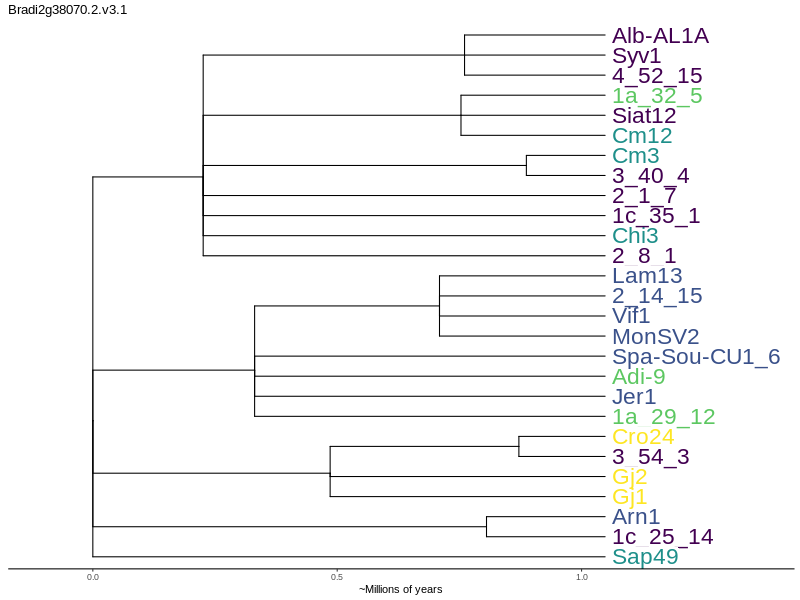 Bradi2g38070.2.v3.1
Alb-AL1A
Syv1
4_52_15
1a_32_5
Siat12
Cm12
Cm3
3_40_4
2_1_7
1c_35_1
Chi3
2_8_1
Lam13
2_14_15
Vif1
MonSV2
Spa-Sou-CU1_6
Adi-9
Jer1
1a_29_12
Cro24
3_54_3
Gj2
Gj1
Arn1
1c_25_14
Sap49
0.0 0.5 1.0
~Millions of years